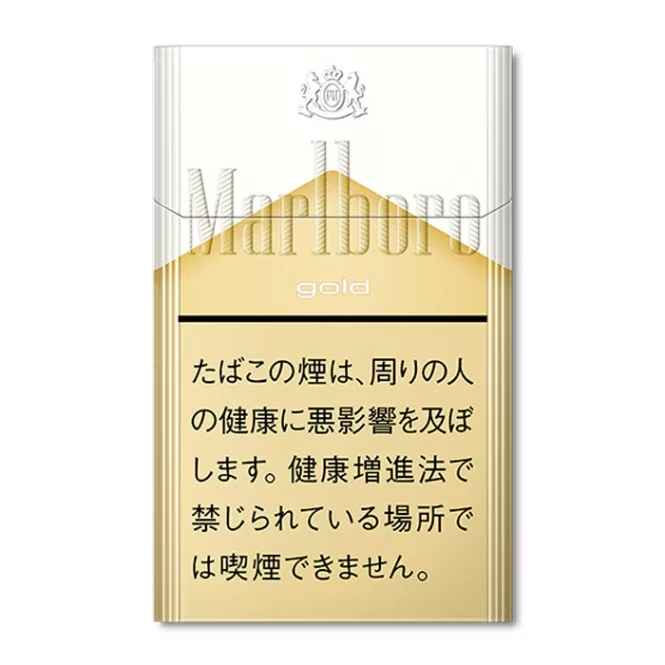 Marlboro
gold
たばこの煙は、周りの人
の健康に悪影響を及ぼ
します。健康増進法で
禁じられている場所で
は喫煙できません。